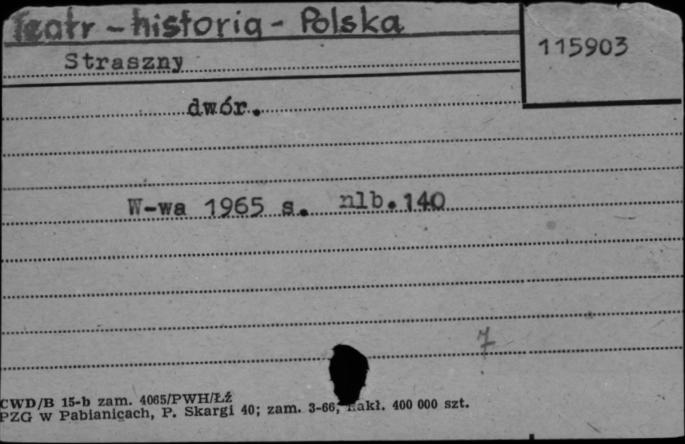 Teatr - historia - Polska
115903
Straszny
dwór.
W-wa 1965 s. nlb. 140
7
CWD/B 15-b zam. 4065/PWH/Łź
PZG w Pabianicach, P. Skargi 40; zam. 3-66, nakł. 400 000 szt.